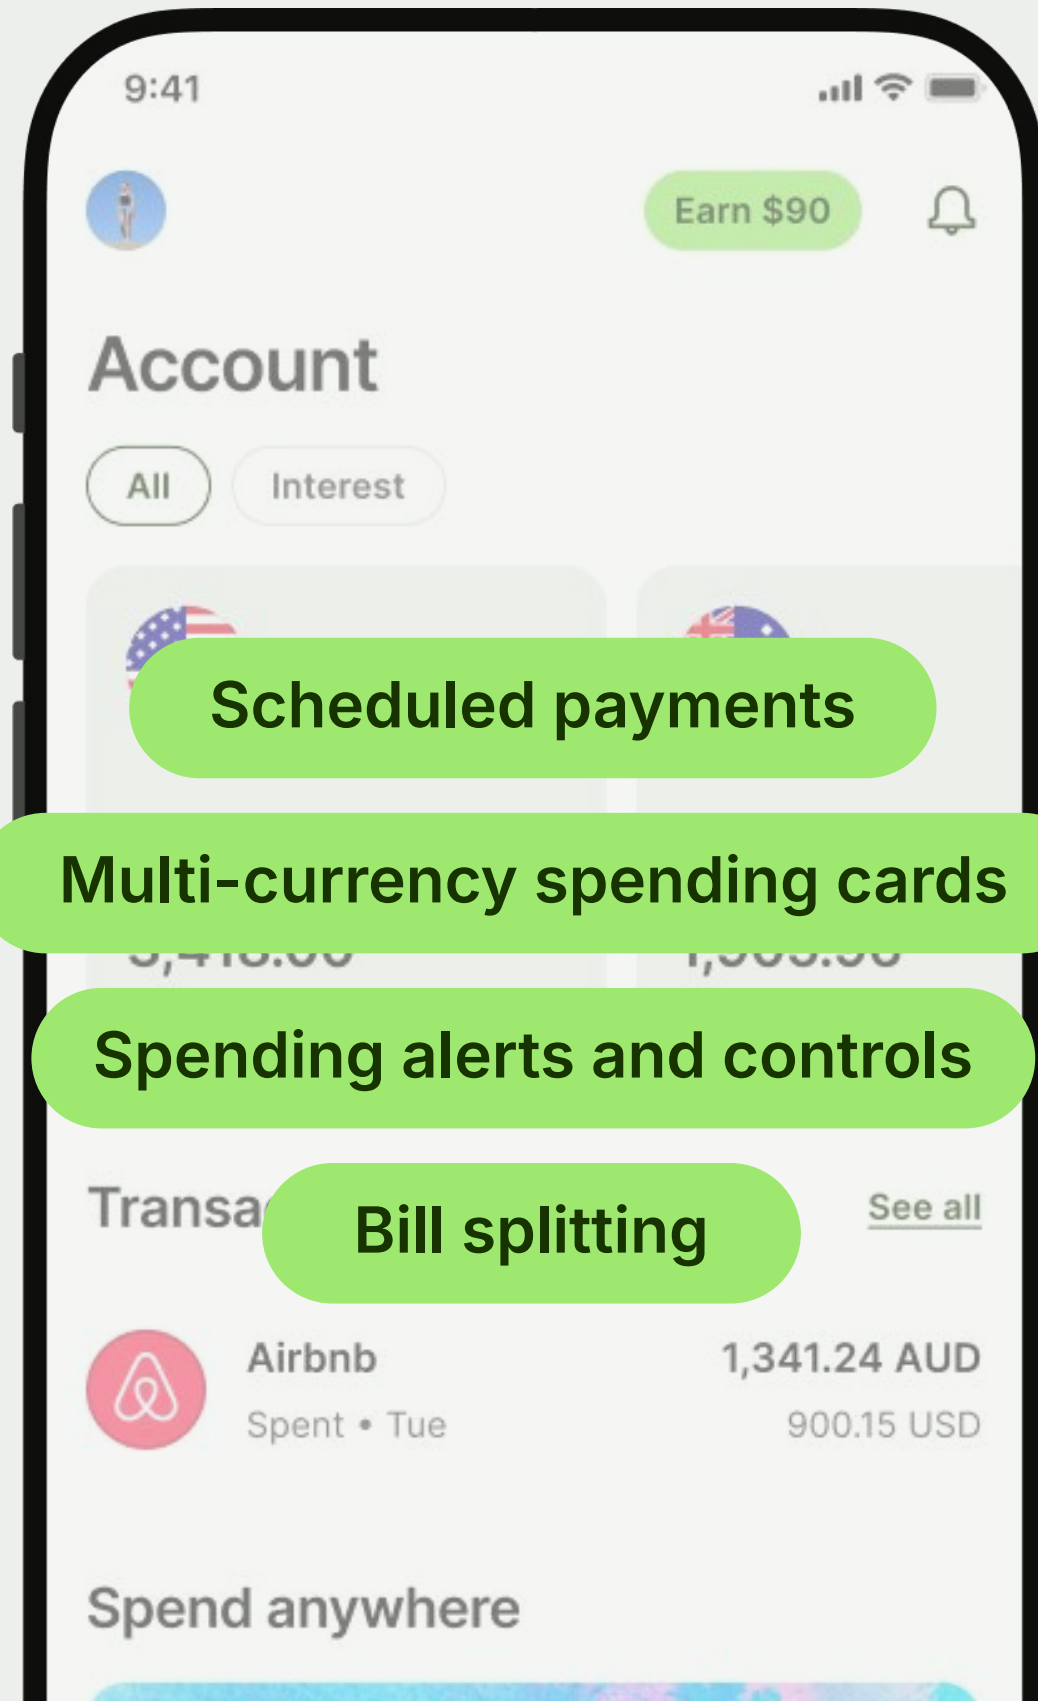 9:41
Earn $90
Account
All
Interest
Scheduled payments
Multi-currency spending cards
Spending alerts and controls
Bill splitting
See all
Airbnb
1,341.24 AUD
Spent • Tue
900.15 USD
Spend anywhere